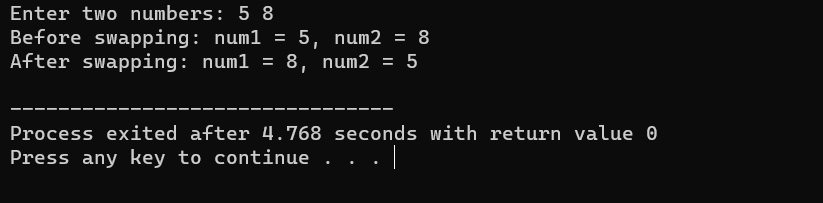 Enter two numbers: 5 8
Before swapping: num1 = 5, num2 = 8
After swapping: num1 = 8, num2 = 5
--------------------------------
Process exited after 4.768 seconds with return value 0
Press any key to continue . . .